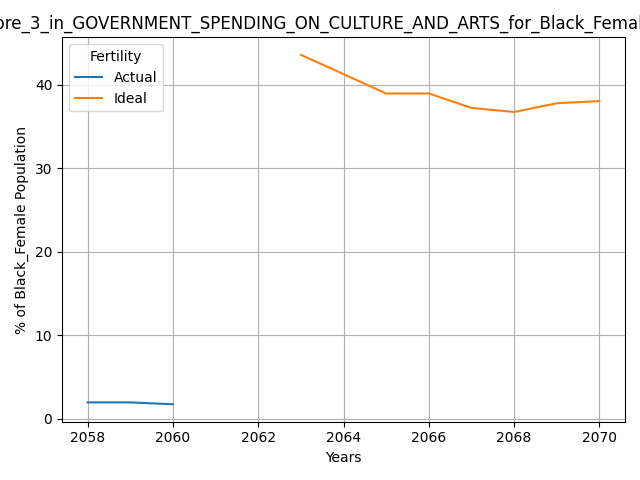 ore_3_in_GOVERNMENT_SPENDING_ON_CULTURE_AND_ARTS_for_Black_Femal
Fertility
Actual
Ideal
% of Black_Female Population
40
30
20
10
0
2058 2060 2062 2064 2066 2068 2070
Years